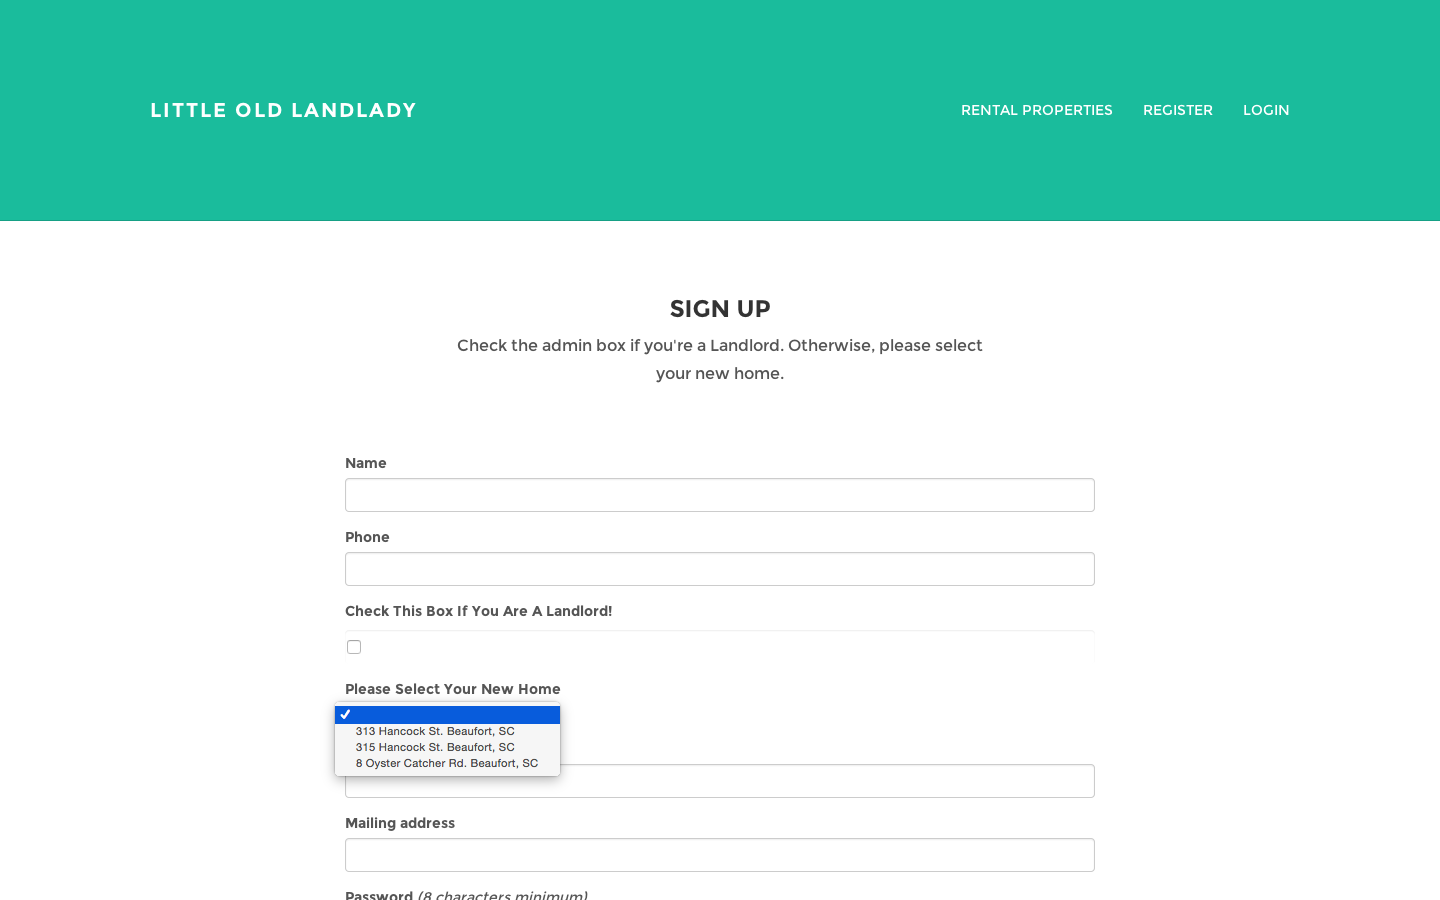 LITTLE OLD LANDLADY
RENTAL PROPERTIES REGISTER LOGIN
SIGN UP
Check the admin box if you're a Landlord. Otherwise, please select
your new home.
Name
Phone
Check This Box If You Are A Landlord!
Please Select Your New Home
313 Hancock St. Beaufort, SC
315 Hancock St. Beaufort, SC
8 Oyster Catcher Rd. Beaufort, SC
Mailing address
Password (8 characters minimum)